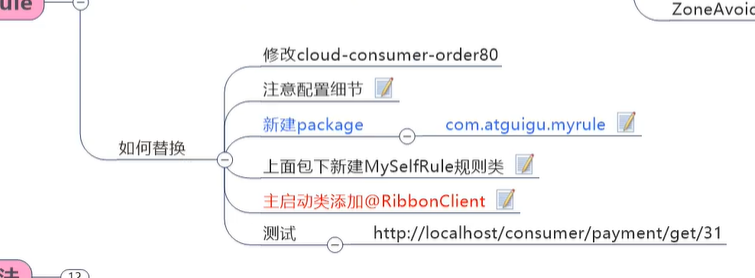 ule
ZoneAvoid
如何替换
修改cloud-consumer-order80
注意配置细节
新建package
com.atguigu.myrule
上面包下新建MySelfRule规则类
主启动类添加@RibbonClient
测试
http://localhost/consumer/payment/get/31
法
12